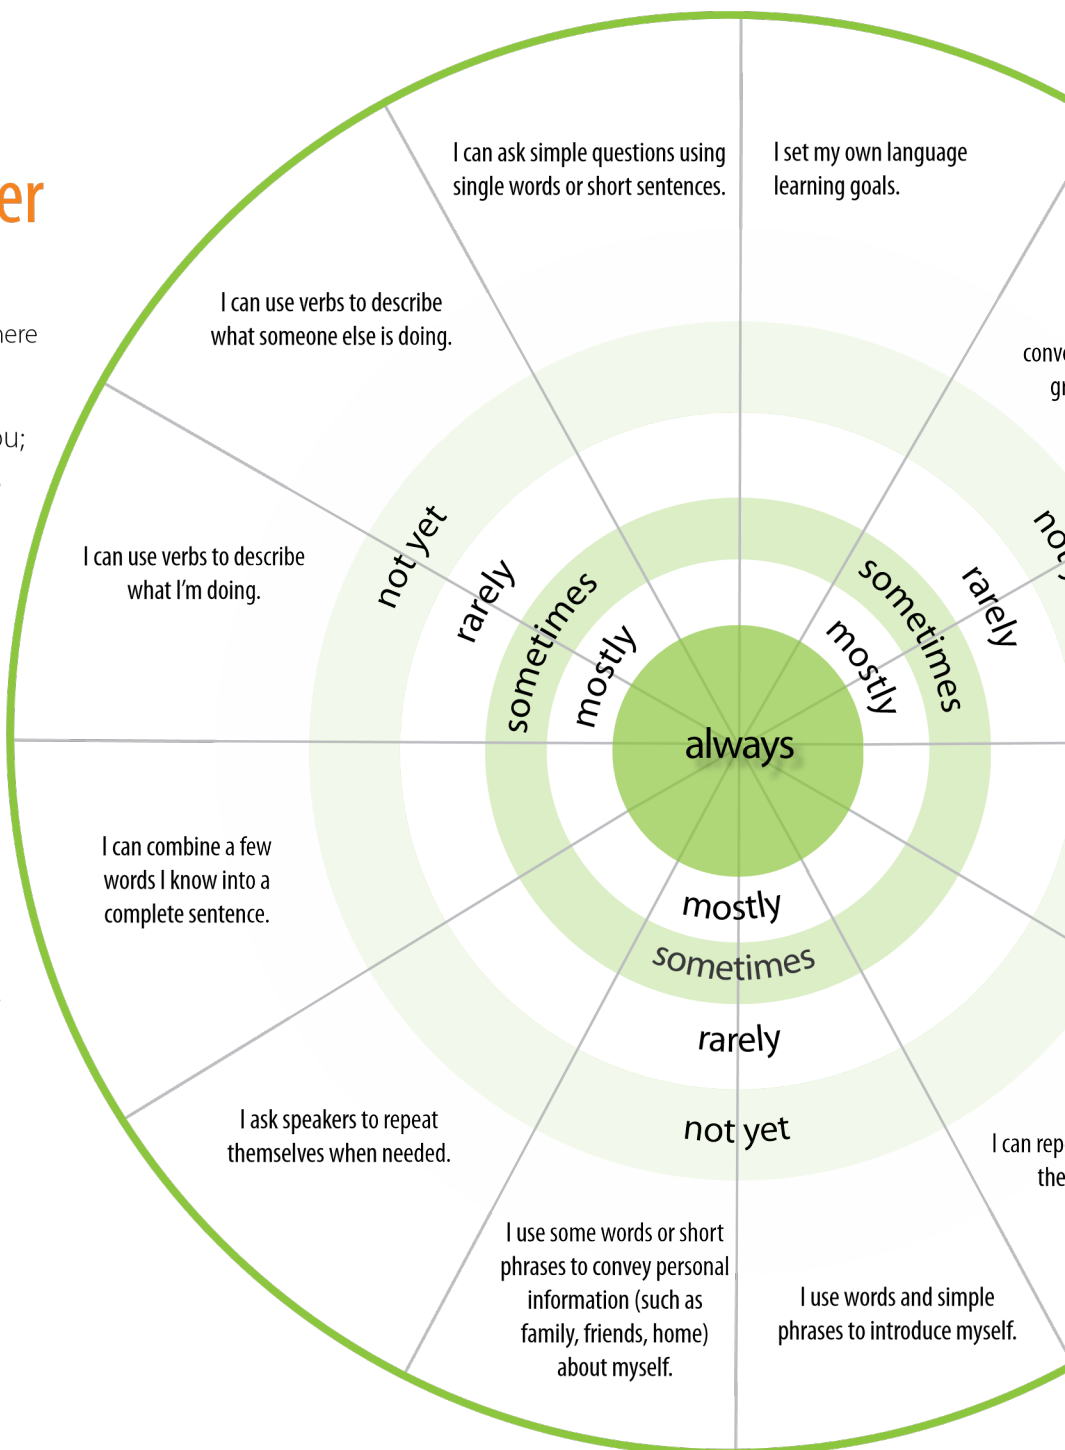 I can ask simple questions using
single words or short sentences.
I set my own language
learning goals.
I can use verbs to describe
what someone else is doing.
I can use verbs to describe
what I'm doing.
not yet
rarely
sometimes
mostly
sometimes
rarely
mostly
always
I can combine a few
words I know into a
complete sentence.
mostly
sometimes
rarely
not yet
I ask speakers to repeat
themselves when needed.
I can
I use some words or short
phrases to convey personal
information (such as
family, friends, home)
about myself.
I use words and simple
phrases to introduce myself.